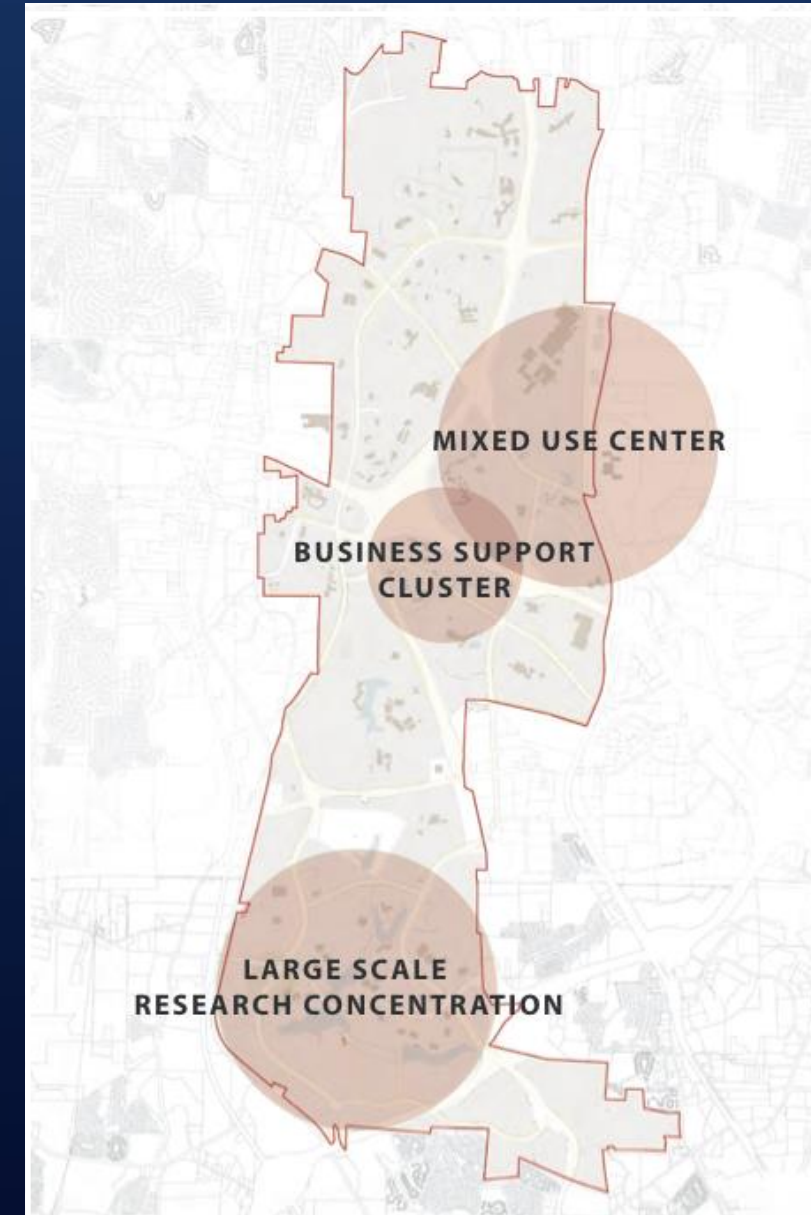 MIXED USE CENTER
BUSINESS SUPPORT
CLUSTER
LARGE SCALE
RESEARCH CONCENTRATION